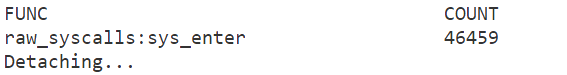 FUNC                                    COUNT
raw_syscalls:sys_enter                  46459
Detaching...